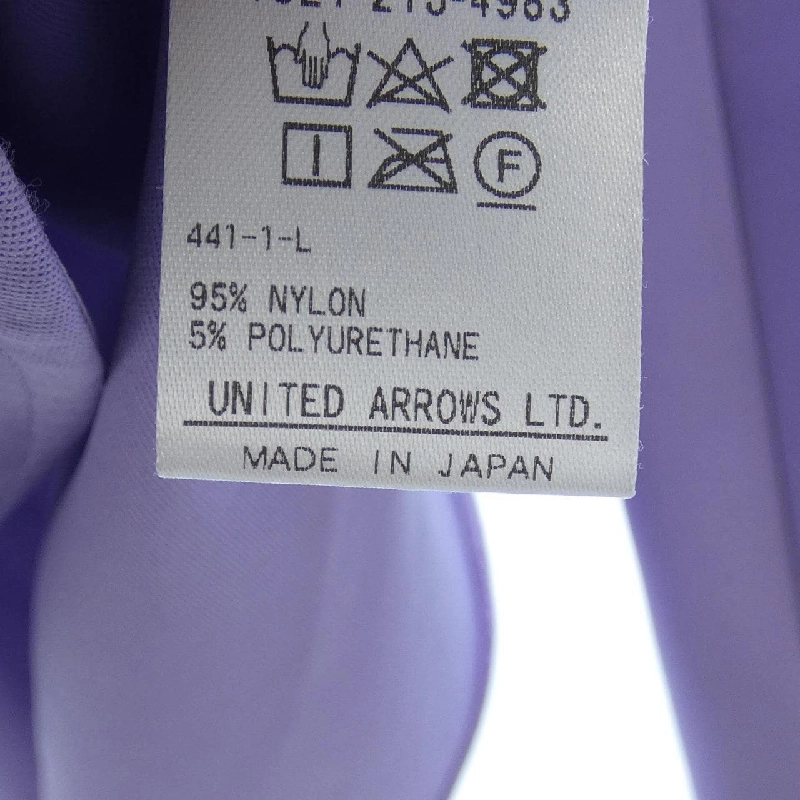 F
441-1-L
95% NYLON
5% POLYURETHANE
UNITED ARROWS LTD.
MADE IN JAPAN